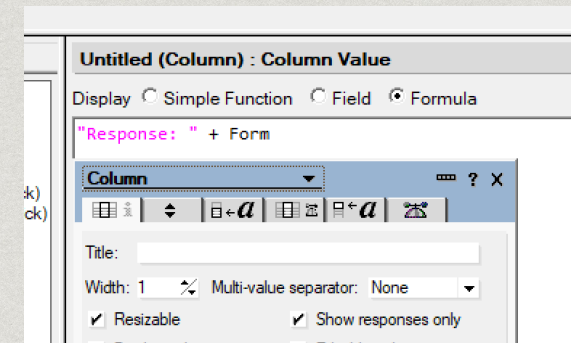 Untitled (Column) : Column Value
Display Simple Function Field Formula
"Response: " + Form
Column ? X
k)
ck)
Title:
Width: 1 Multi-value separator: None
Resizable Show responses only